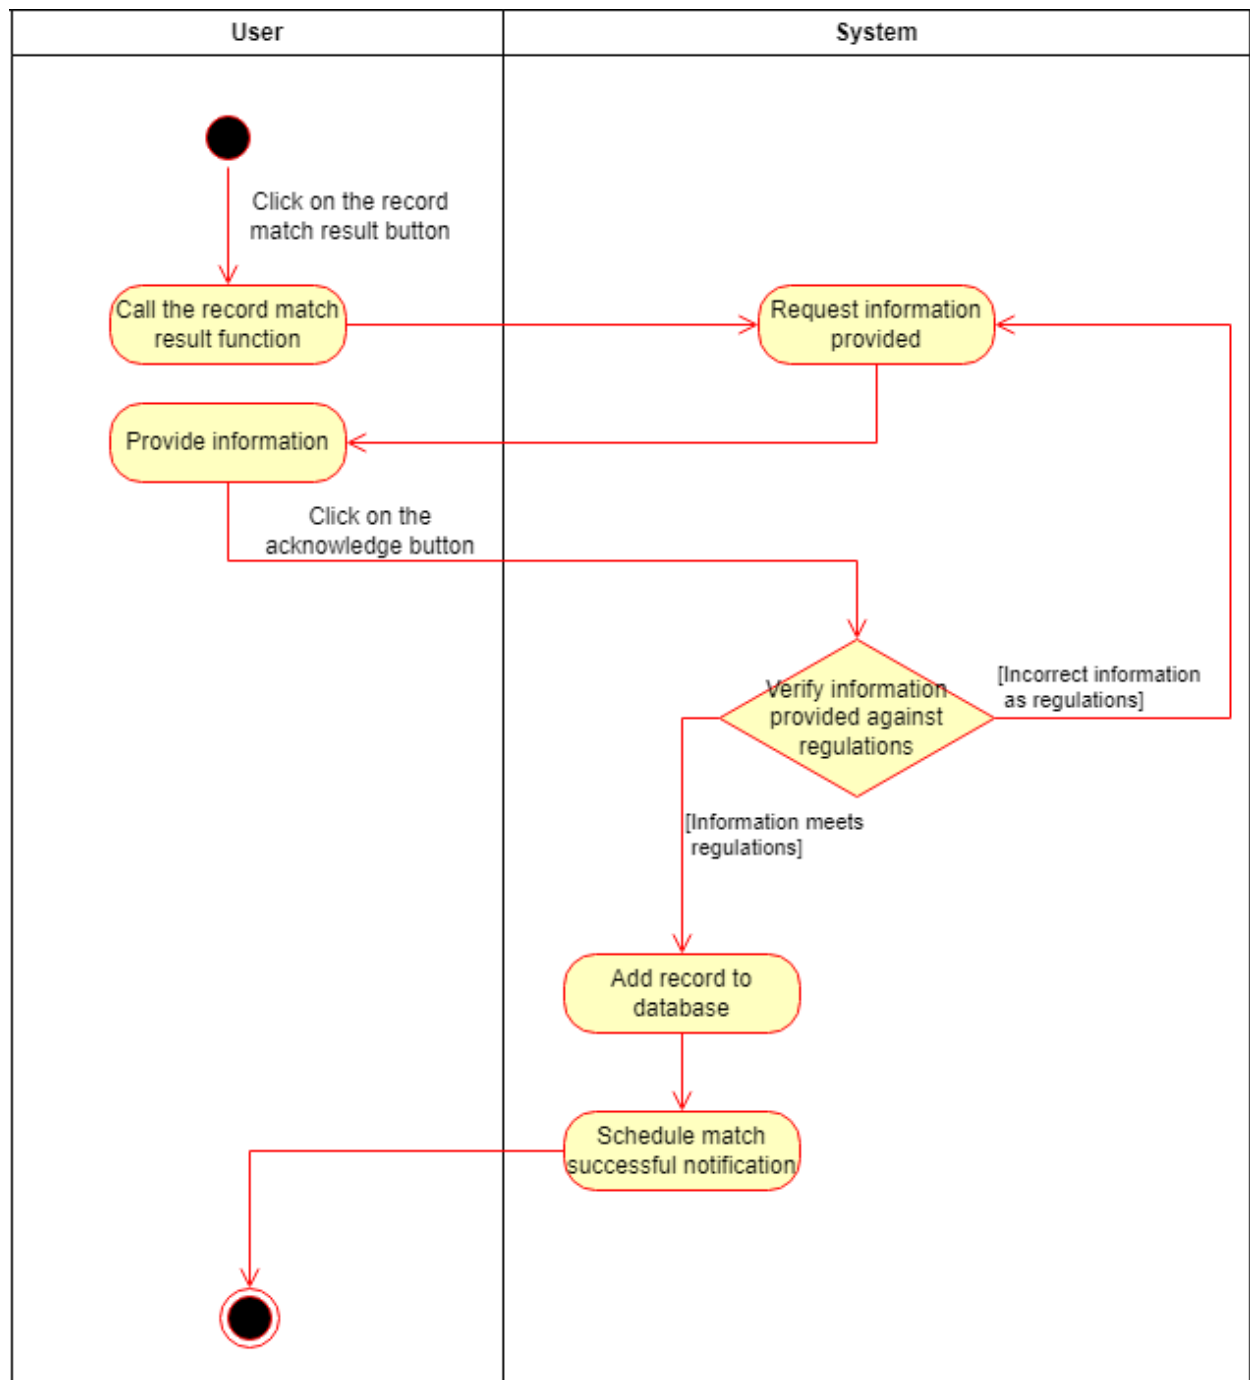 User
System
Click on the record
match result button
Call the record match
result function
Request information
provided
Provide information
Click on the
acknowledge button
Verify information
provided against
regulations
[Incorrect information
as regulations]
[Information meets
regulations]
Add record to
database
Schedule match
successful notification